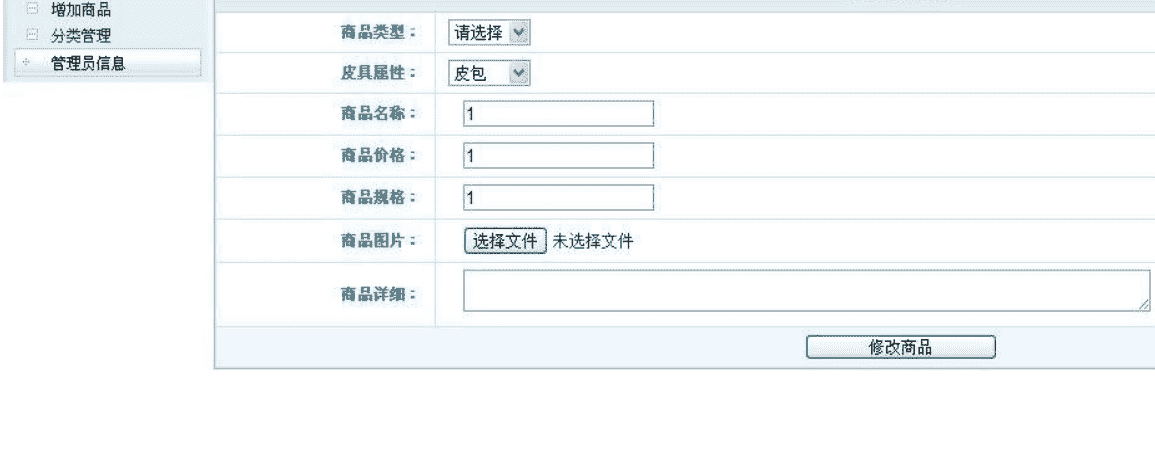 增加商品
分类管理
管理员信息
商品类型： 请选择
皮具属性： 皮包
商品名称： 1
商品价格： 1
商品规格： 1
商品图片： 选择文件 未选择文件
商品详细：
修改商品